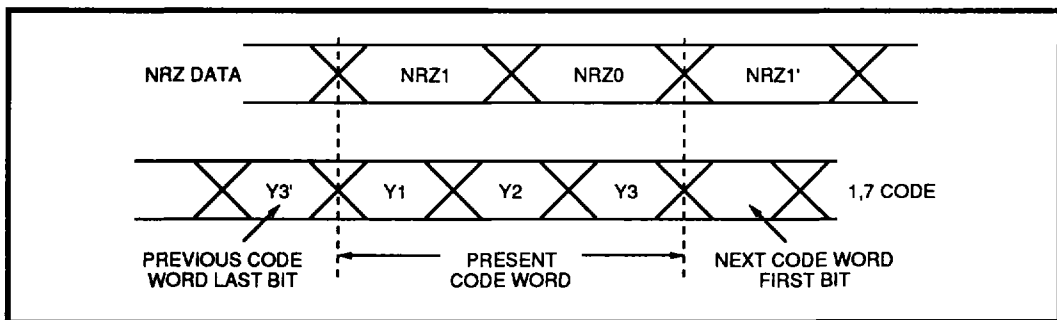 NRZ DATA NRZ1 NRZ0 NRZ1'
Y3' Y1 Y2 Y3 1,7 CODE
PREVIOUS CODE
WORD LAST BIT
PRESENT
CODE WORD
NEXT CODE WORD
FIRST BIT